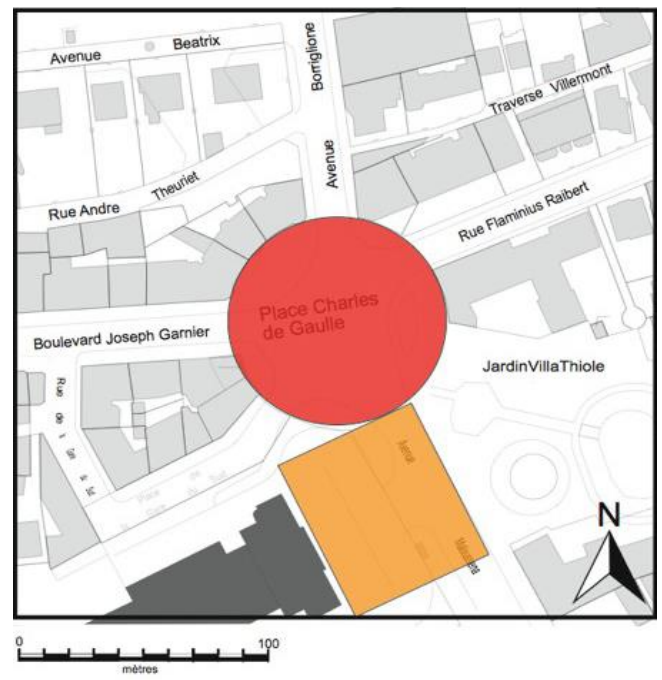 Avenue Beatrix
Avenue Borriglione
Traverse Villermont
Rue Andre Theuriet
Rue Flaminius Raibert
Place Charles
de Gaulle
Boulevard Joseph Garnier
JardinVillaThiole
Rue de
Avenue
N
0 100
mètres